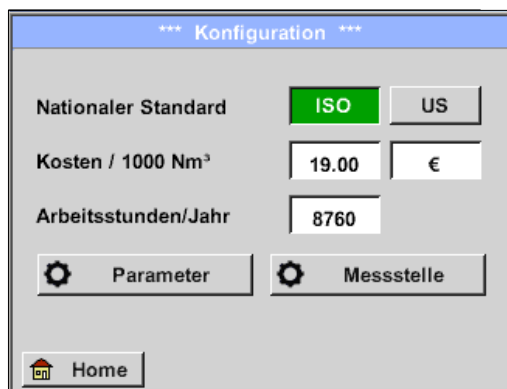 *** Konfiguration ***
Nationaler Standard ISO US
Kosten / 1000 Nm³ 19.00 €
Arbeitsstunden/Jahr 8760
Parameter Messstelle
Home